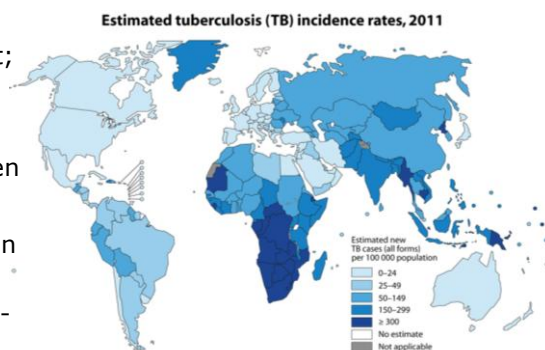 Estimated tuberculosis (TB) incidence rates, 2011
t;
en
n
-
Estimated new
TB cases (all forms)
per 100 000 population
0–24
25–49
50–149
150–299
≥ 300
No estimate
Not applicable